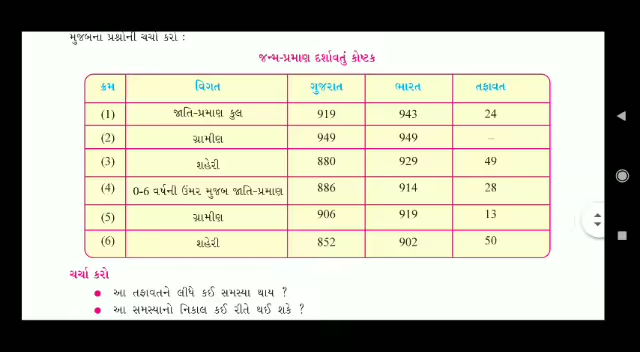 મુજબના પ્રશ્નોની ચર્ચા કરો :
જન્મ-પ્રમાણ દર્શાવતું કોષ્ટક
ક્રમ વિગત ગુજરાત ભારત તફાવત
(1) જાતિ-પ્રમાણ કુલ 919 943 24
(2) ગ્રામીણ 949 949 –
(3) શહેરી 880 929 49
(4) 0-6 વર્ષની ઉંમર મુજબ જાતિ-પ્રમાણ 886 914 28
(5) ગ્રામીણ 906 919 13
(6) શહેરી 852 902 50
ચર્ચા કરો
● આ તફાવતને લીધે કઈ સમસ્યા થાય ?
● આ સમસ્યાનો નિકાલ કઈ રીતે થઈ શકે ?